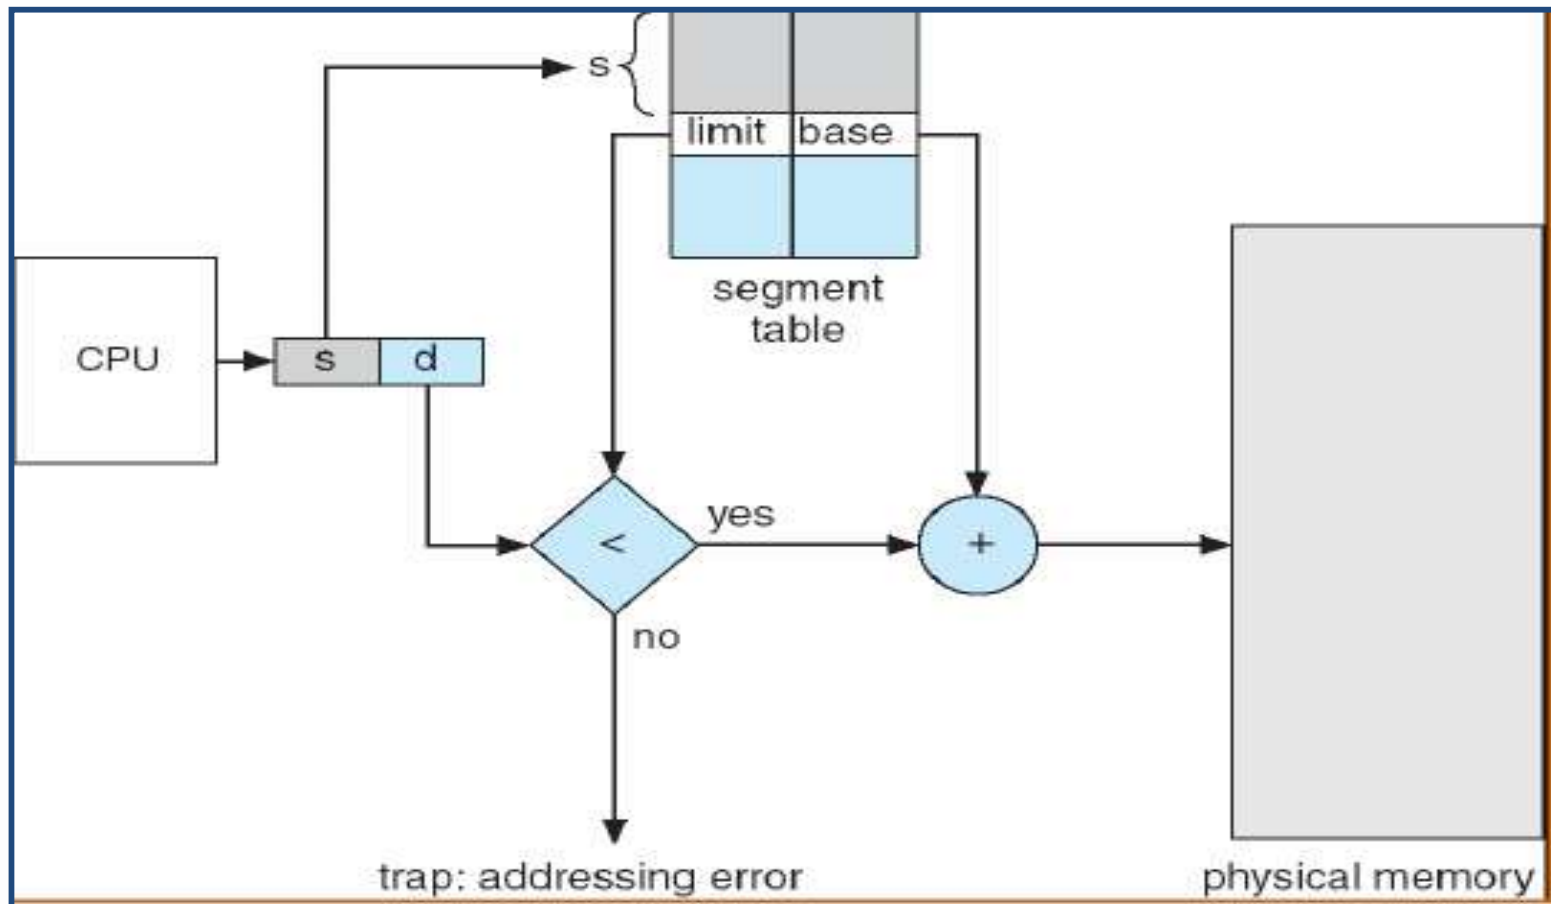 s
limit base
segment
table
CPU
s d
<
yes
+
no
trap: addressing error
physical memory